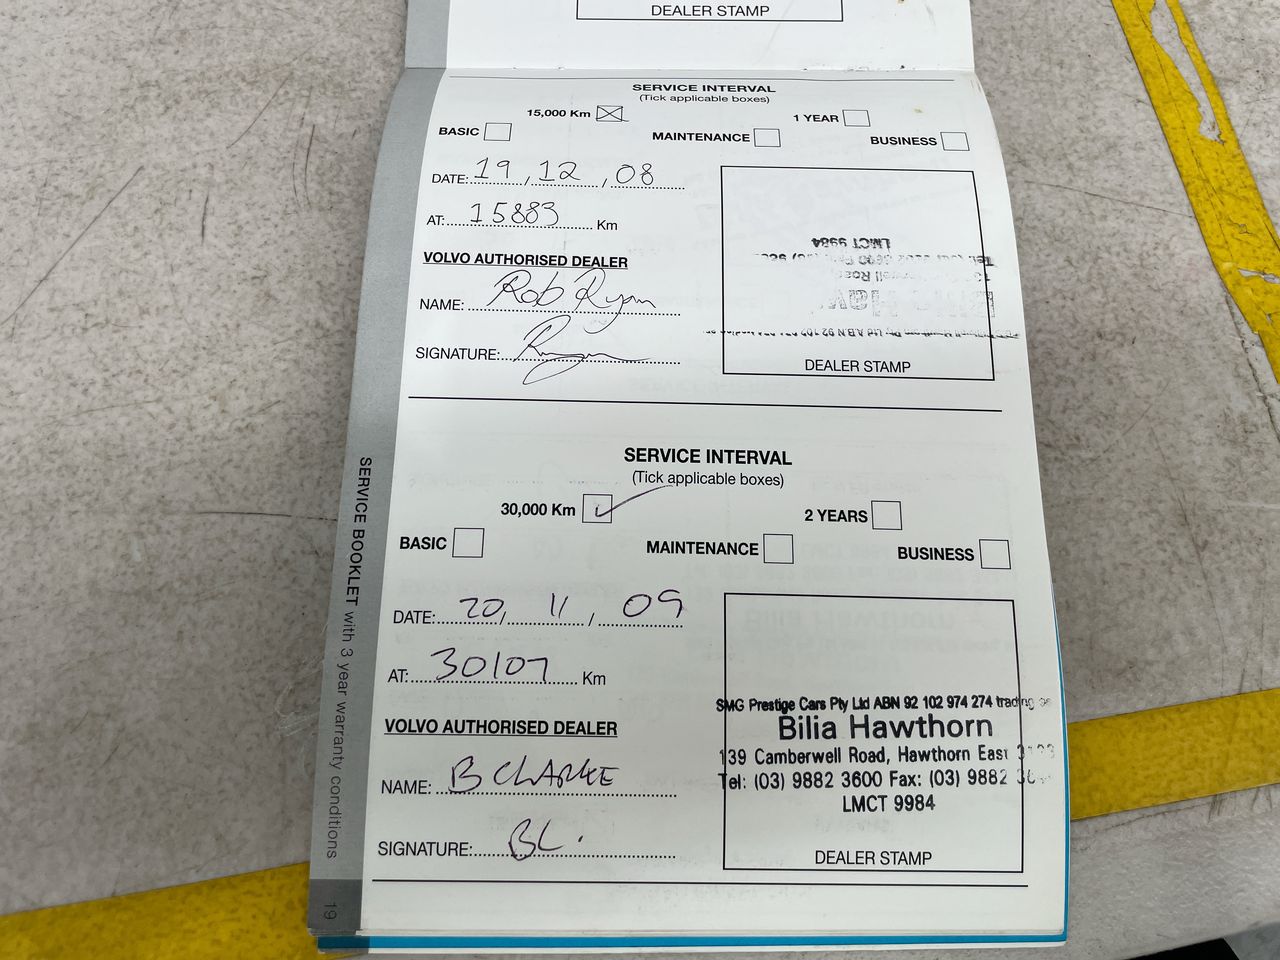 DEALER STAMP
SERVICE INTERVAL
(Tick applicable boxes)
15,000 Km 1 YEAR
BASIC MAINTENANCE BUSINESS
DATE: 19, 12, 08
AT: 15883 Km
VOLVO AUTHORISED DEALER
NAME: Rob Ryan
SIGNATURE:
LMCT 9984
DEALER STAMP
SERVICE INTERVAL
(Tick applicable boxes)
30,000 Km 2 YEARS
BASIC MAINTENANCE BUSINESS
DATE: 20, 11, 09
AT: 30107 Km
VOLVO AUTHORISED DEALER
NAME: B CLARKE
SIGNATURE: BC.
SMG Prestige Cars Pty Ltd ABN 92 102 974 274 trading as
Bilia Hawthorn
139 Camberwell Road, Hawthorn East
Tel: (03) 9882 3600 Fax: (03) 9882
LMCT 9984
DEALER STAMP
SERVICE BOOKLET with 3 year warranty conditions
19